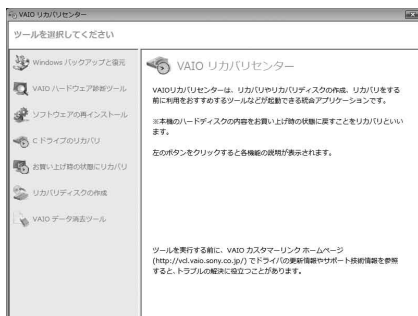 VAIO リカバリセンター
ツールを選択してください
Windows バックアップと復元
VAIO ハードウェア診断ツール
ソフトウェアの再インストール
C ドライブのリカバリ
お買い上げ時の状態にリカバリ
リカバリディスクの作成
VAIO データ消去ツール
VAIO リカバリセンター
VAIOリカバリセンターは、リカバリやリカバリディスクの作成、リカバリをする
前に利用をおすすめするツールなどが起動できる統合アプリケーションです。
※本機のハードディスクの内容をお買い上げ時の状態に戻すことをリカバリといい
ます。
左のボタンをクリックすると各機能の説明が表示されます。
ツールを実行する前に、VAIO カスタマーリンク ホームページ
(http://vcl.vaio.sony.co.jp/) でドライバの更新情報やサポート技術情報を参照
すると、トラブルの解決に役立つことがあります。